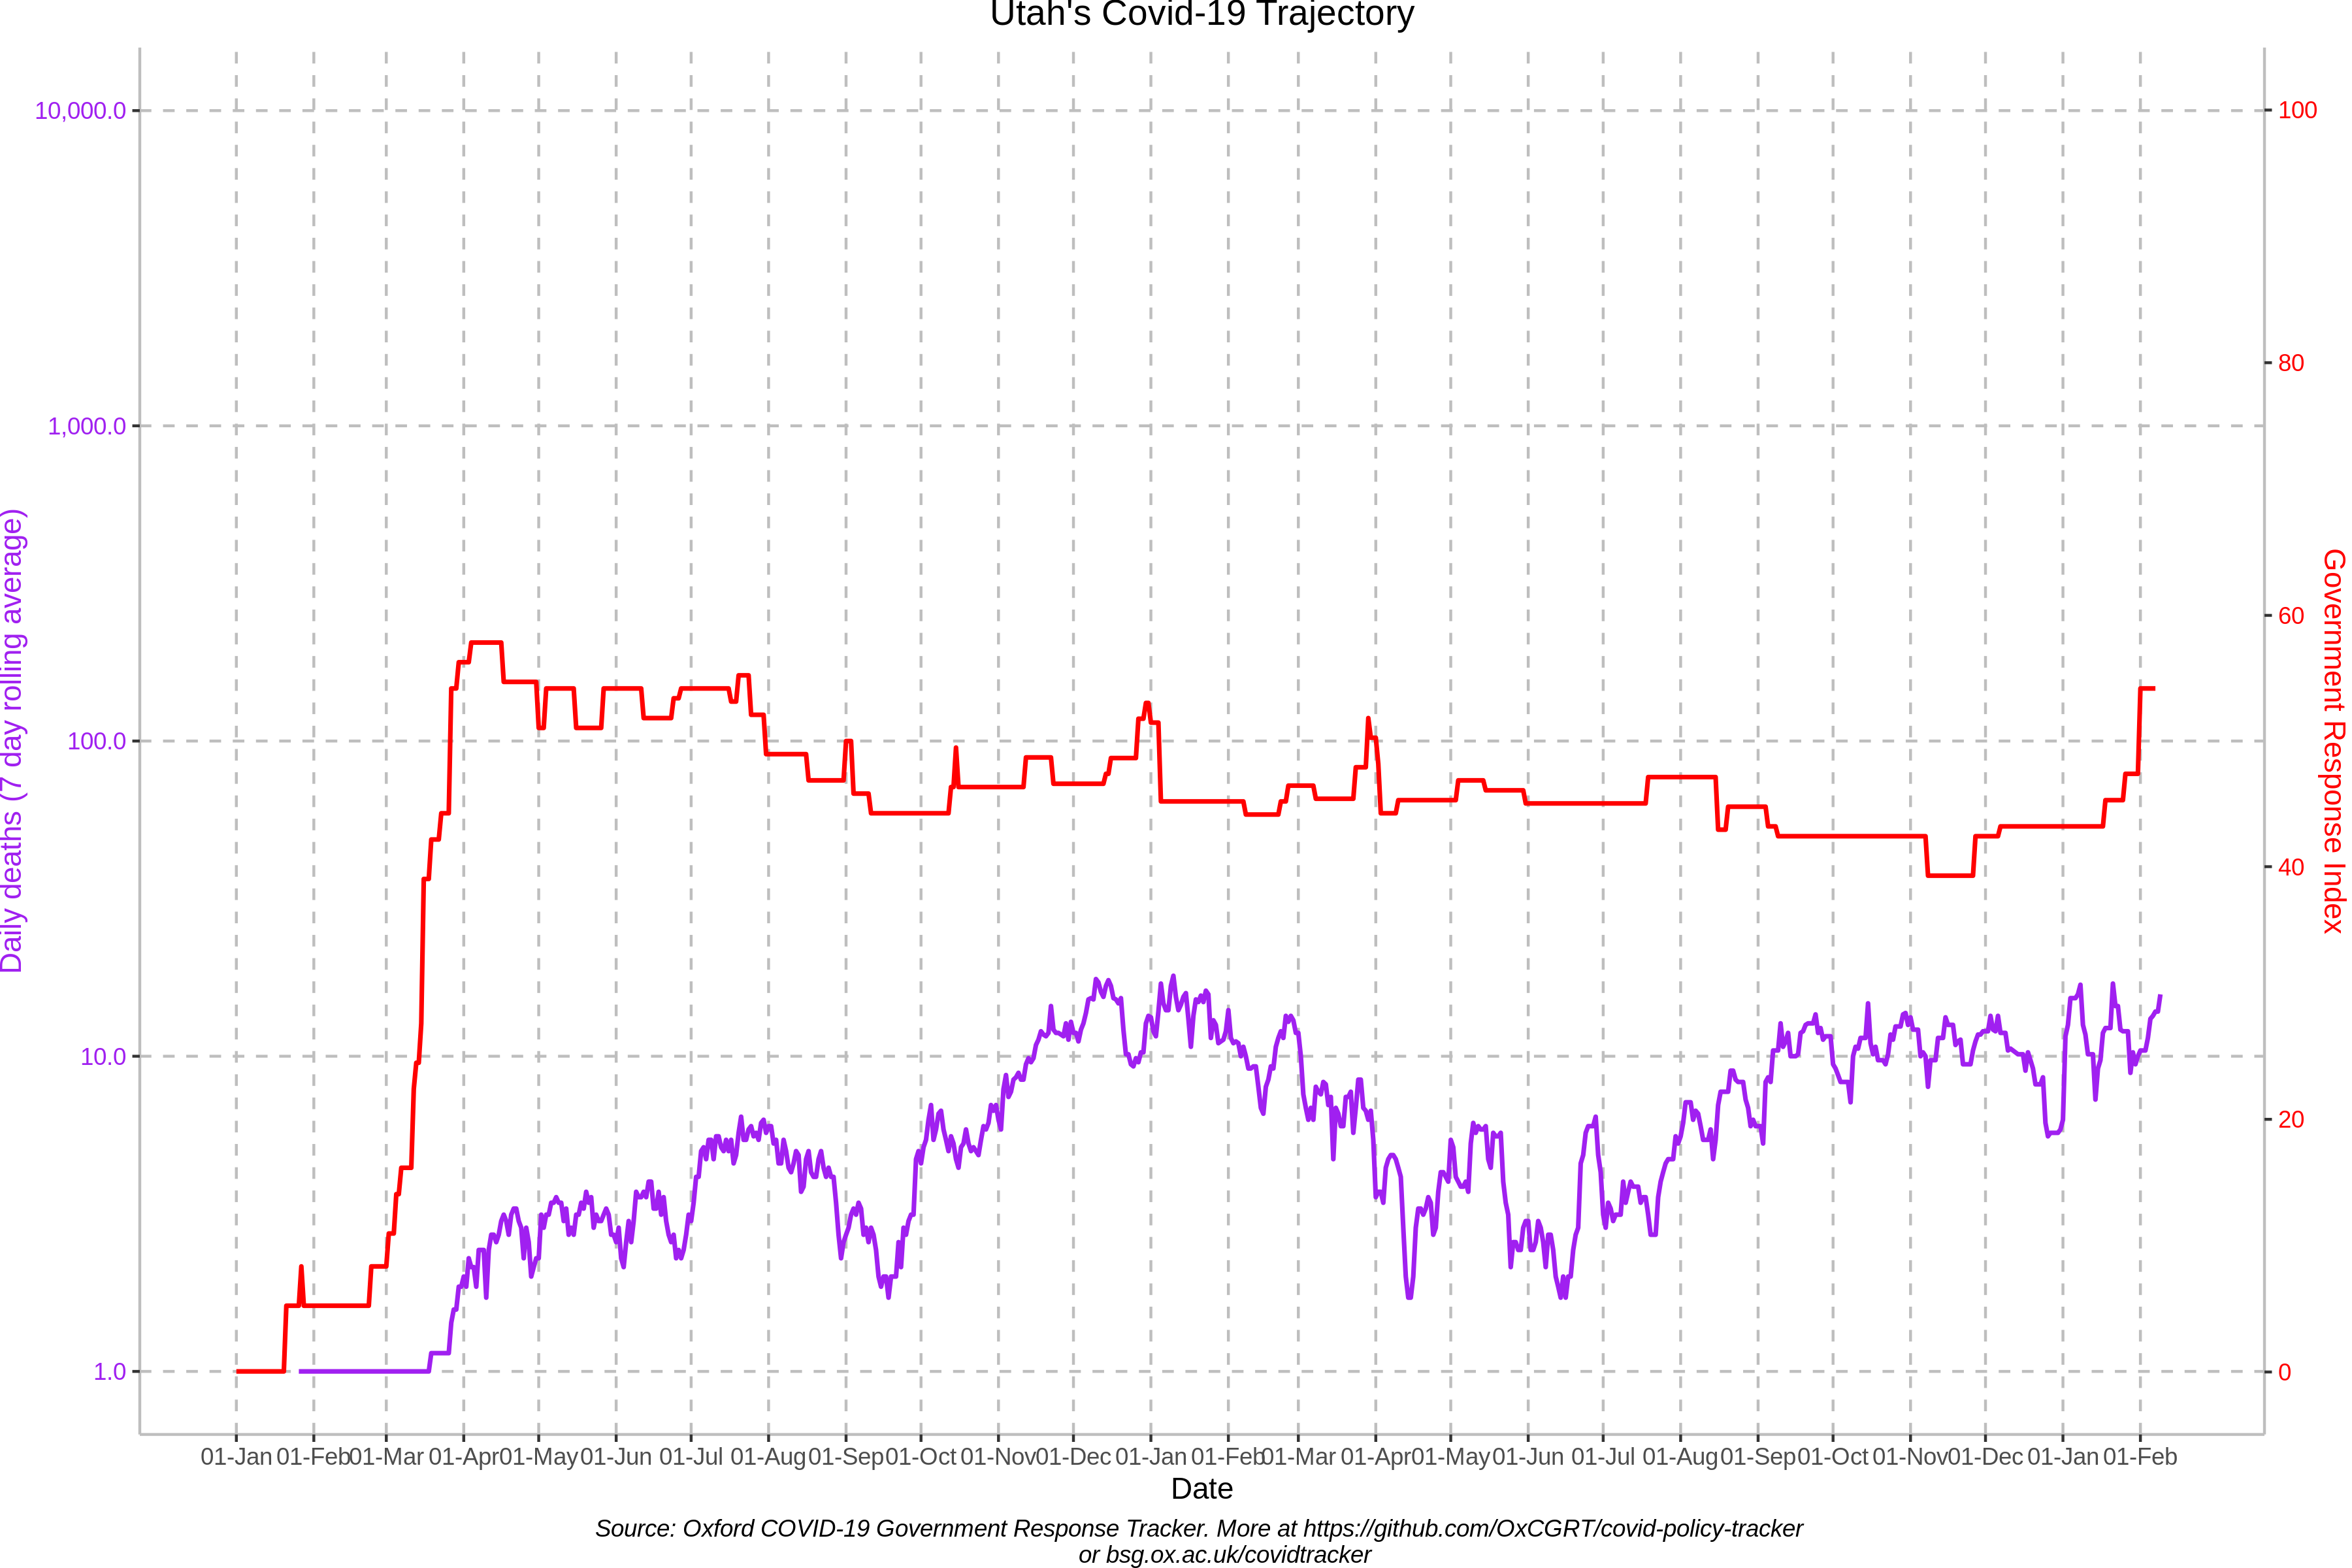 Utah's Covid-19 Trajectory
10,000.0
1,000.0
100.0
10.0
1.0
Daily deaths (7 day rolling average)
100
80
60
40
20
0
Government Response Index
01-Jan 01-Feb 01-Mar 01-Apr 01-May 01-Jun 01-Jul 01-Aug 01-Sep 01-Oct 01-Nov 01-Dec 01-Jan 01-Feb 01-Mar 01-Apr 01-May 01-Jun 01-Jul 01-Aug 01-Sep 01-Oct 01-Nov 01-Dec 01-Jan 01-Feb
Date
Source: Oxford COVID-19 Government Response Tracker. More at https://github.com/OxCGRT/covid-policy-tracker
or bsg.ox.ac.uk/covidtracker